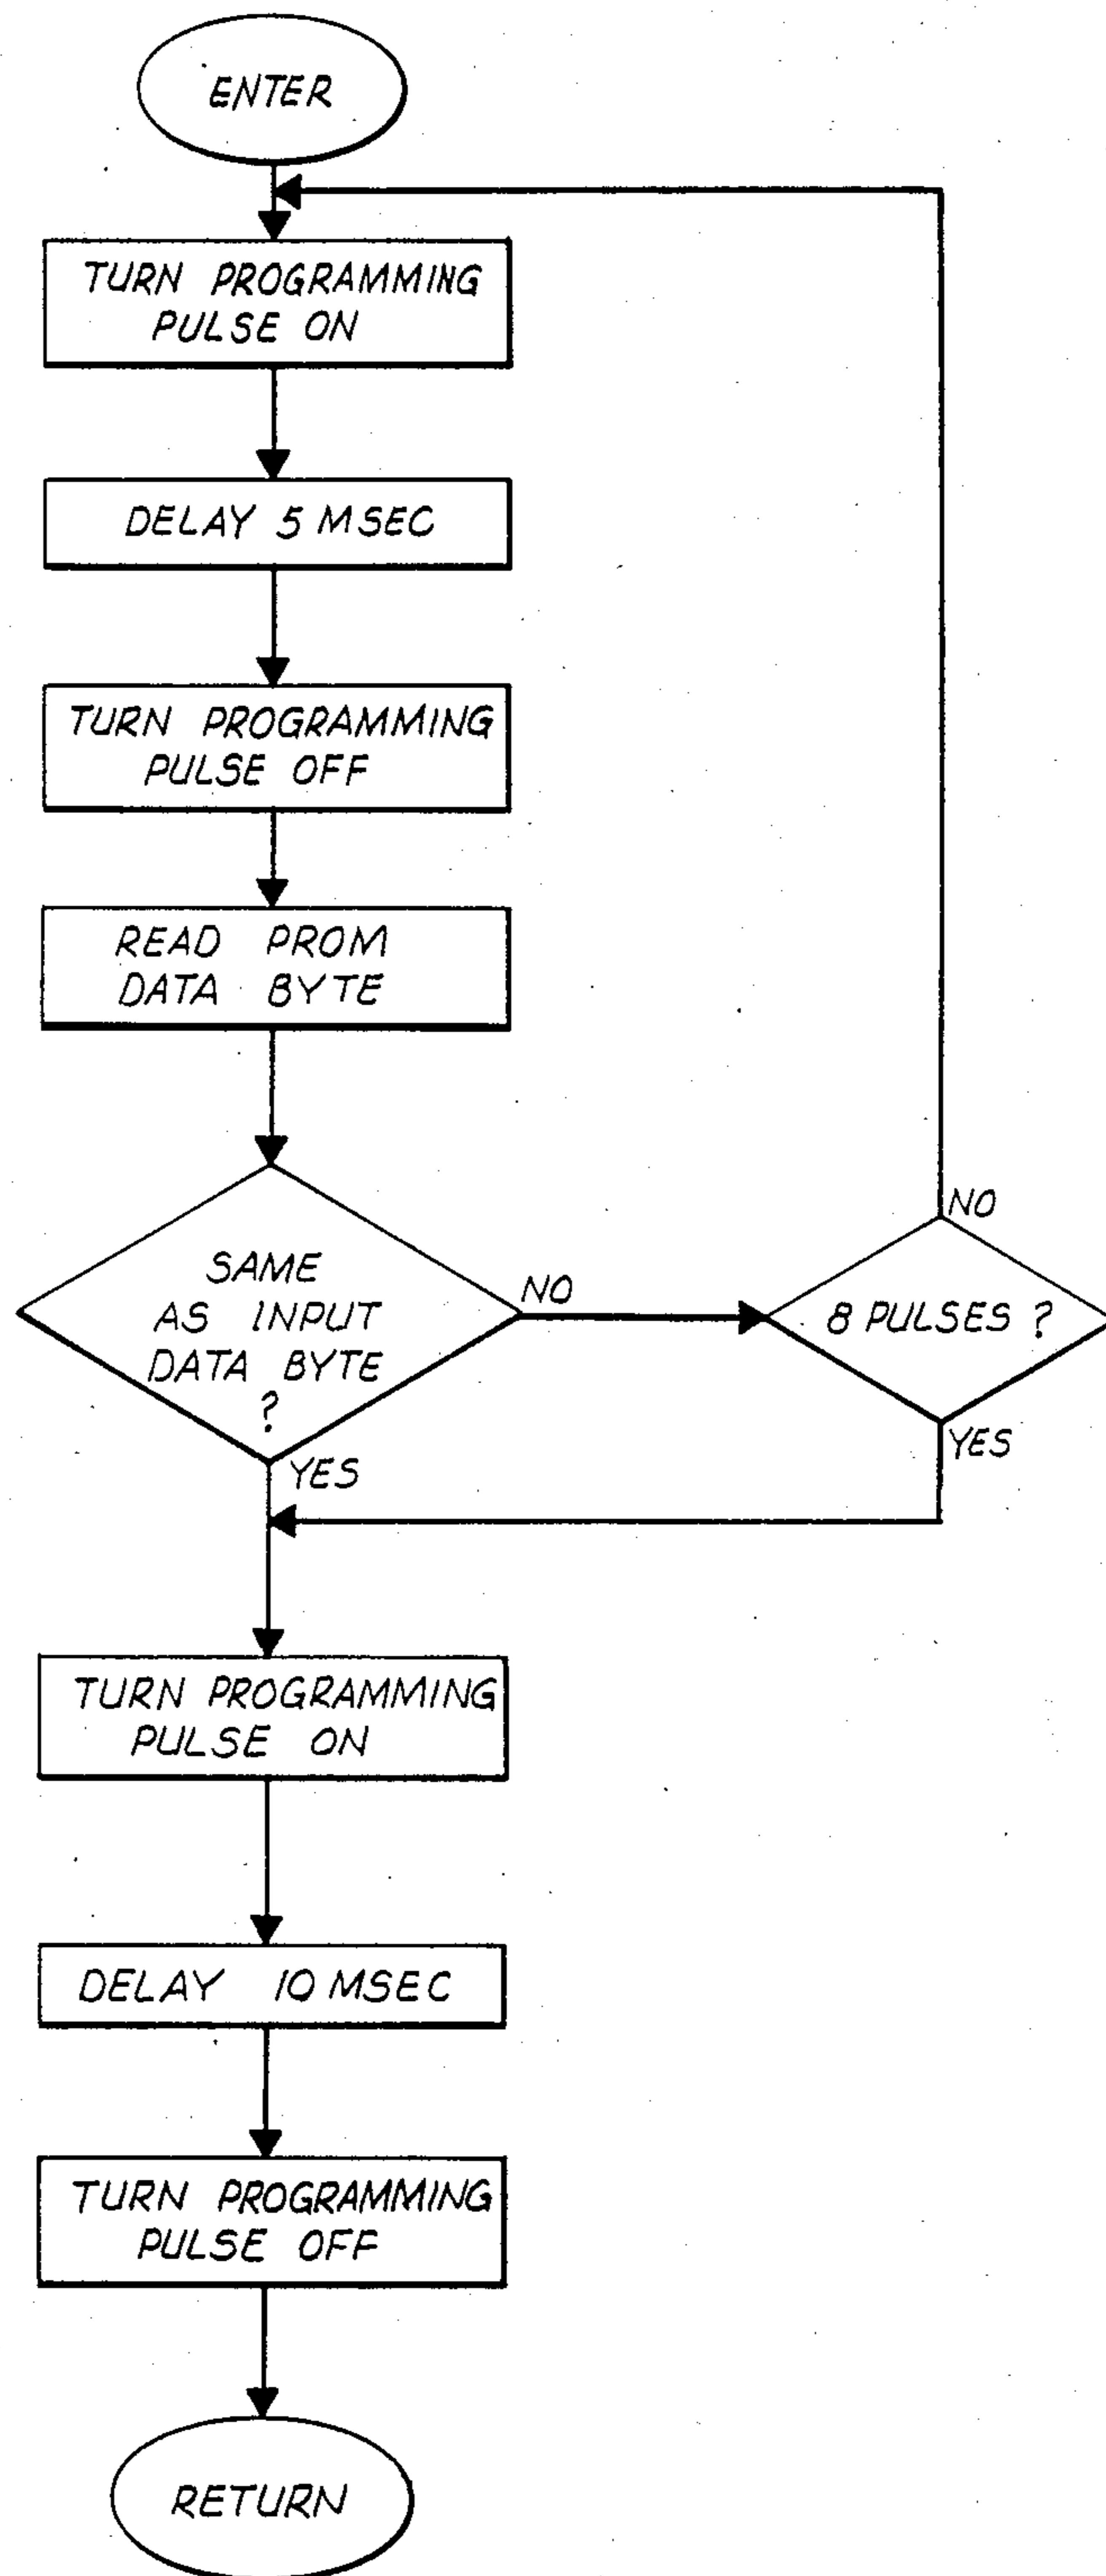 ENTER
TURN PROGRAMMING
PULSE ON
DELAY 5 MSEC
TURN PROGRAMMING
PULSE OFF
READ PROM
DATA BYTE
SAME
AS INPUT
DATA BYTE
?
NO
8 PULSES ?
NO
YES
YES
TURN PROGRAMMING
PULSE ON
DELAY 10 MSEC
TURN PROGRAMMING
PULSE OFF
RETURN